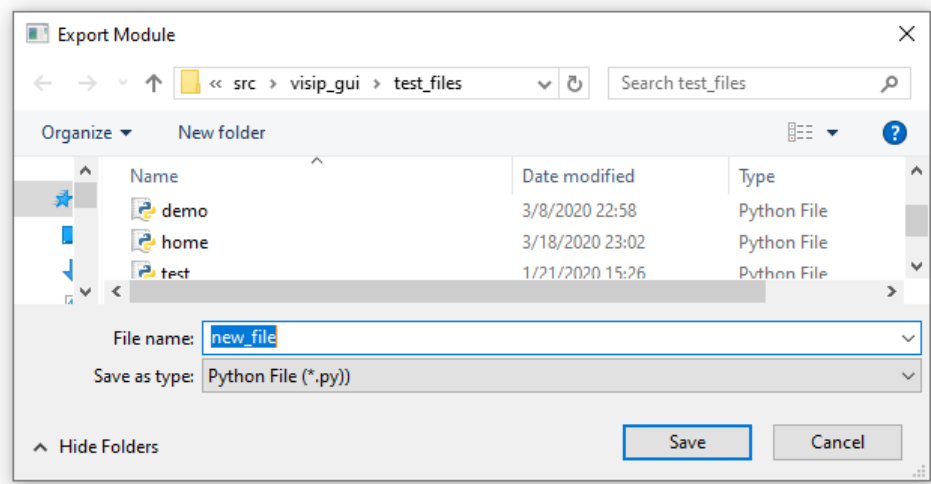 Export Module
« src > visip_gui > test_files
Search test_files
Organize
New folder
?
Name Date modified Type
demo 3/8/2020 22:58 Python File
home 3/18/2020 23:02 Python File
test 1/21/2020 15:26 Python File
File name: new_file
Save as type: Python File (*.py))
Hide Folders
Save
Cancel